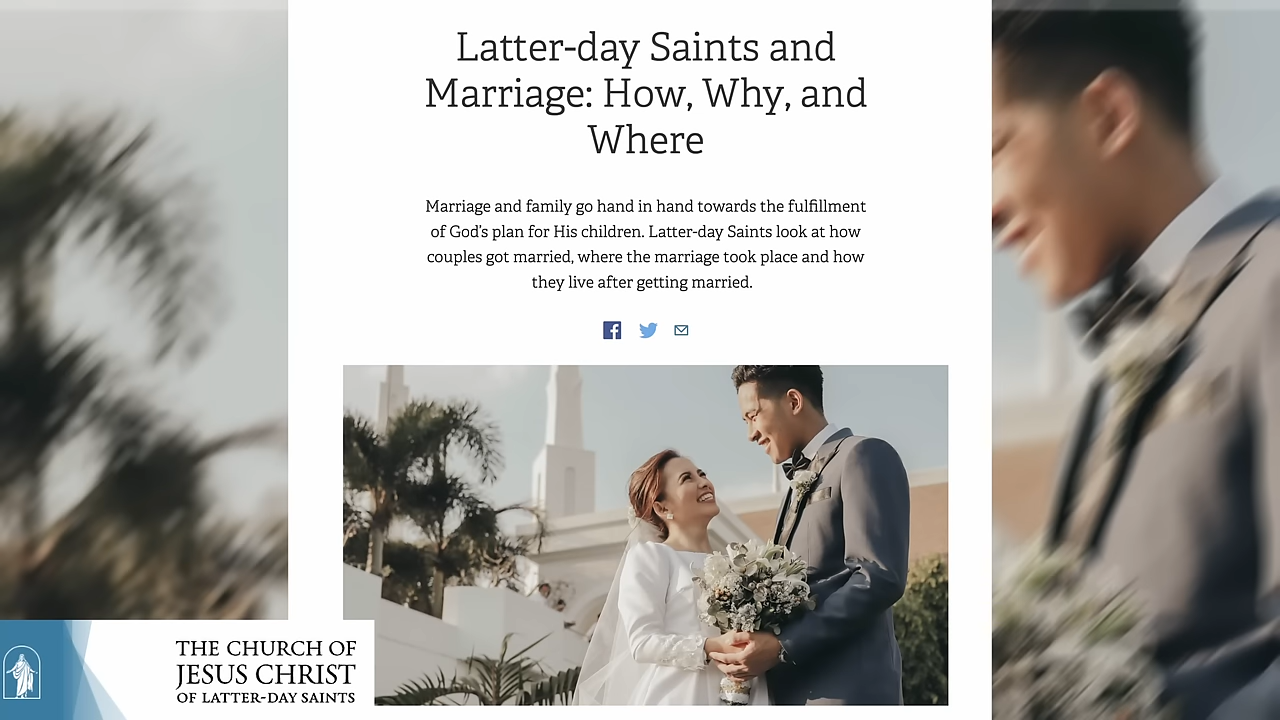 Latter-day Saints and
Marriage: How, Why, and
Where
Marriage and family go hand in hand towards the fulfillment
of God's plan for His children. Latter-day Saints look at how
couples got married, where the marriage took place and how
they live after getting married.
THE CHURCH OF
JESUS CHRIST
OF LATTER-DAY SAINTS